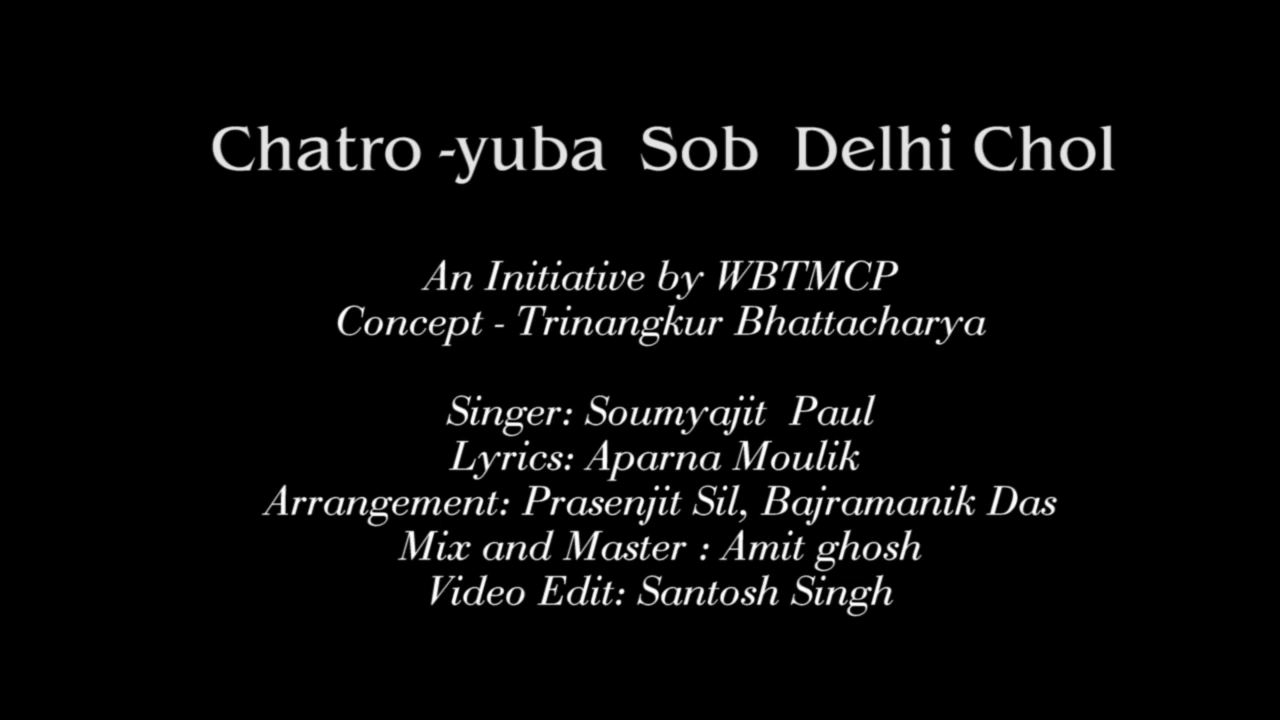 Chatro -yuba Sob Delhi Chol
An Initiative by WBTMCP
Concept - Trinangkur Bhattacharya
Singer: Soumyajit Paul
Lyrics: Aparna Moulik
Arrangement: Prasenjit Sil, Bajramanik Das
Mix and Master : Amit ghosh
Video Edit: Santosh Singh